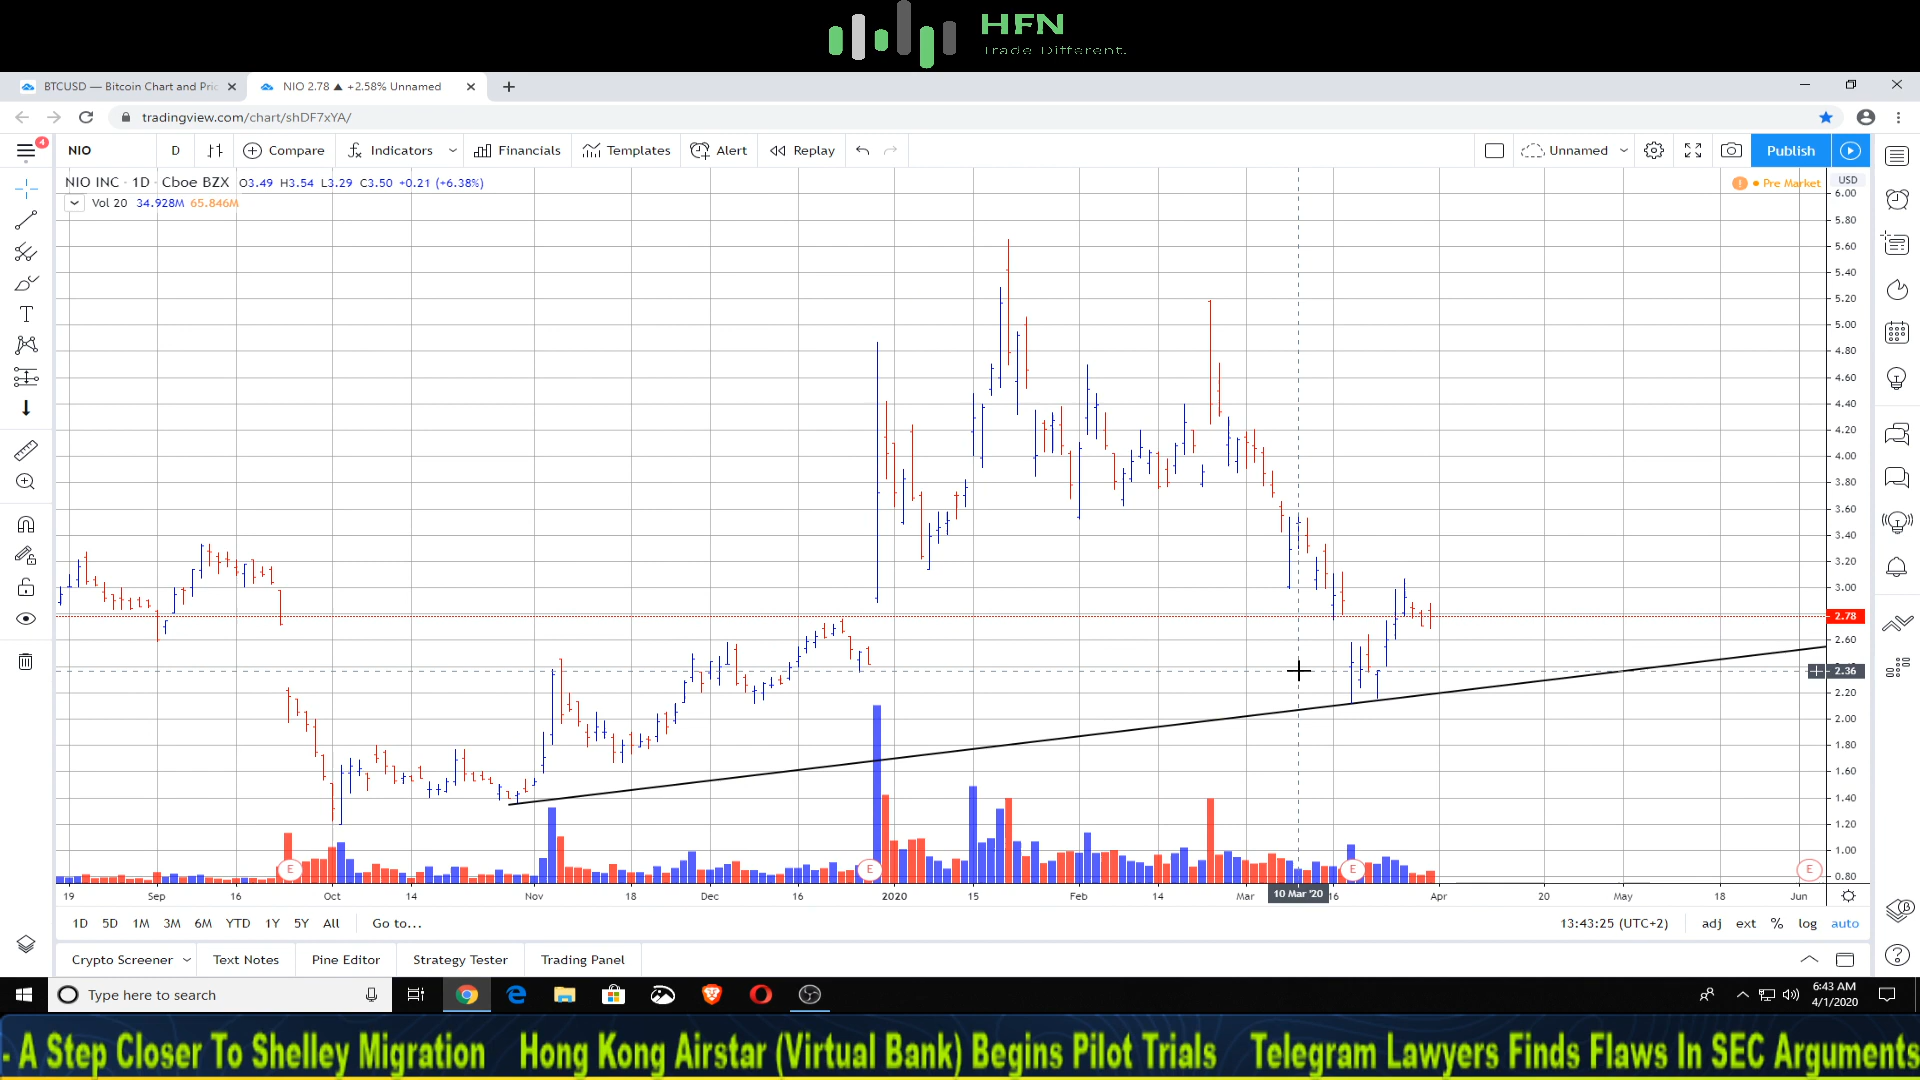 HFN
Trade Different.
BTCUSD — Bitcoin Chart and Pric
NIO 2.78 ▲ +2.58% Unnamed
tradingview.com/chart/shDF7xYA/
4
NIO D Compare Indicators Financials Templates Alert Replay Unnamed Publish
NIO INC · 1D · Cboe BZX O3.49 H3.54 L3.29 C3.50 +0.21 (+6.38%)
! Pre Market USD
Vol 20 34.928M 65.846M
6.00
5.80
5.60
5.40
5.20
5.00
4.80
4.60
4.40
4.20
4.00
3.80
3.60
3.40
3.20
3.00
2.78
2.60
2.36
2.20
2.00
1.80
1.60
1.40
1.20
1.00
0.80
E E E E
19 Sep 16 Oct 14 Nov 18 Dec 16 2020 15 Feb 14 Mar 10 Mar '20 16 Apr 20 May 18 Jun
1D 5D 1M 3M 6M YTD 1Y 5Y All Go to... 13:43:25 (UTC+2) adj ext % log auto
Crypto Screener Text Notes Pine Editor Strategy Tester Trading Panel
Type here to search
6:43 AM
4/1/2020
- A Step Closer To Shelley Migration Hong Kong Airstar (Virtual Bank) Begins Pilot Trials Telegram Lawyers Finds Flaws In SEC Arguments